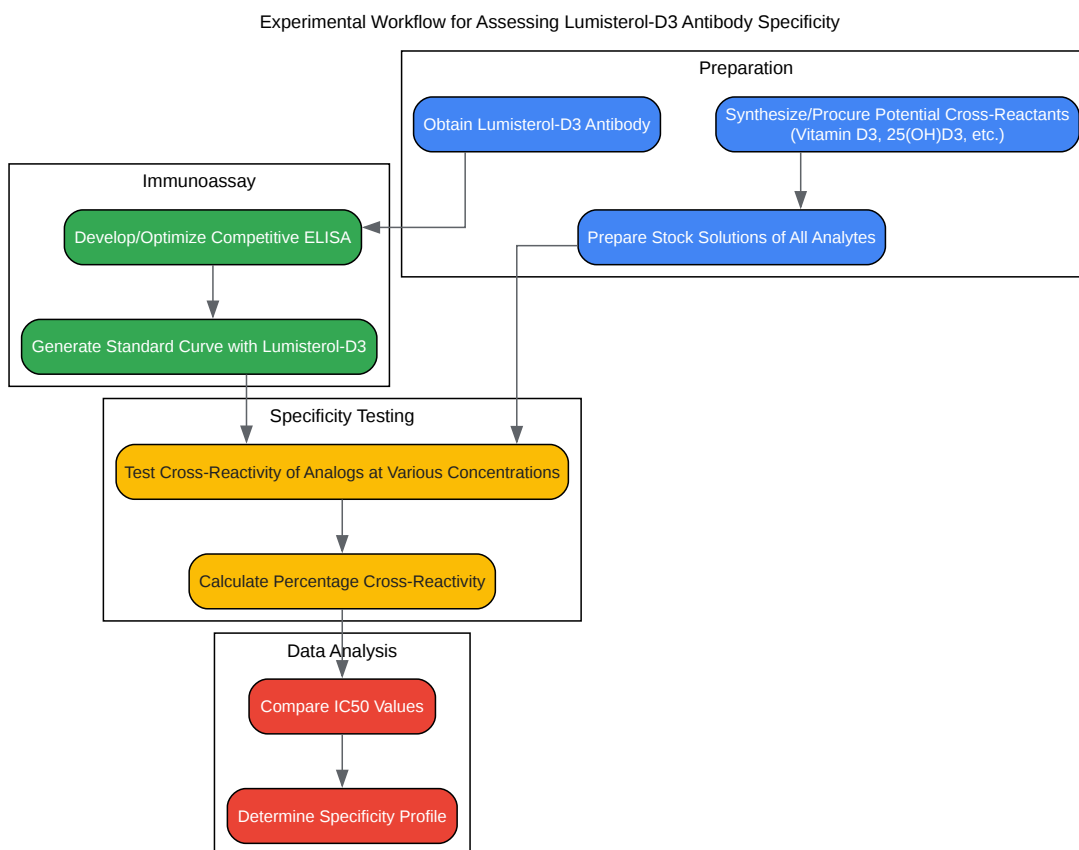 Experimental Workflow for Assessing Lumisterol-D3 Antibody Specificity
Preparation
Obtain Lumisterol-D3 Antibody
Synthesize/Procure Potential Cross-Reactants
(Vitamin D3, 25(OH)D3, etc.)
Prepare Stock Solutions of All Analytes
Immunoassay
Develop/Optimize Competitive ELISA
Generate Standard Curve with Lumisterol-D3
Specificity Testing
Test Cross-Reactivity of Analogs at Various Concentrations
Calculate Percentage Cross-Reactivity
Data Analysis
Compare IC50 Values
Determine Specificity Profile